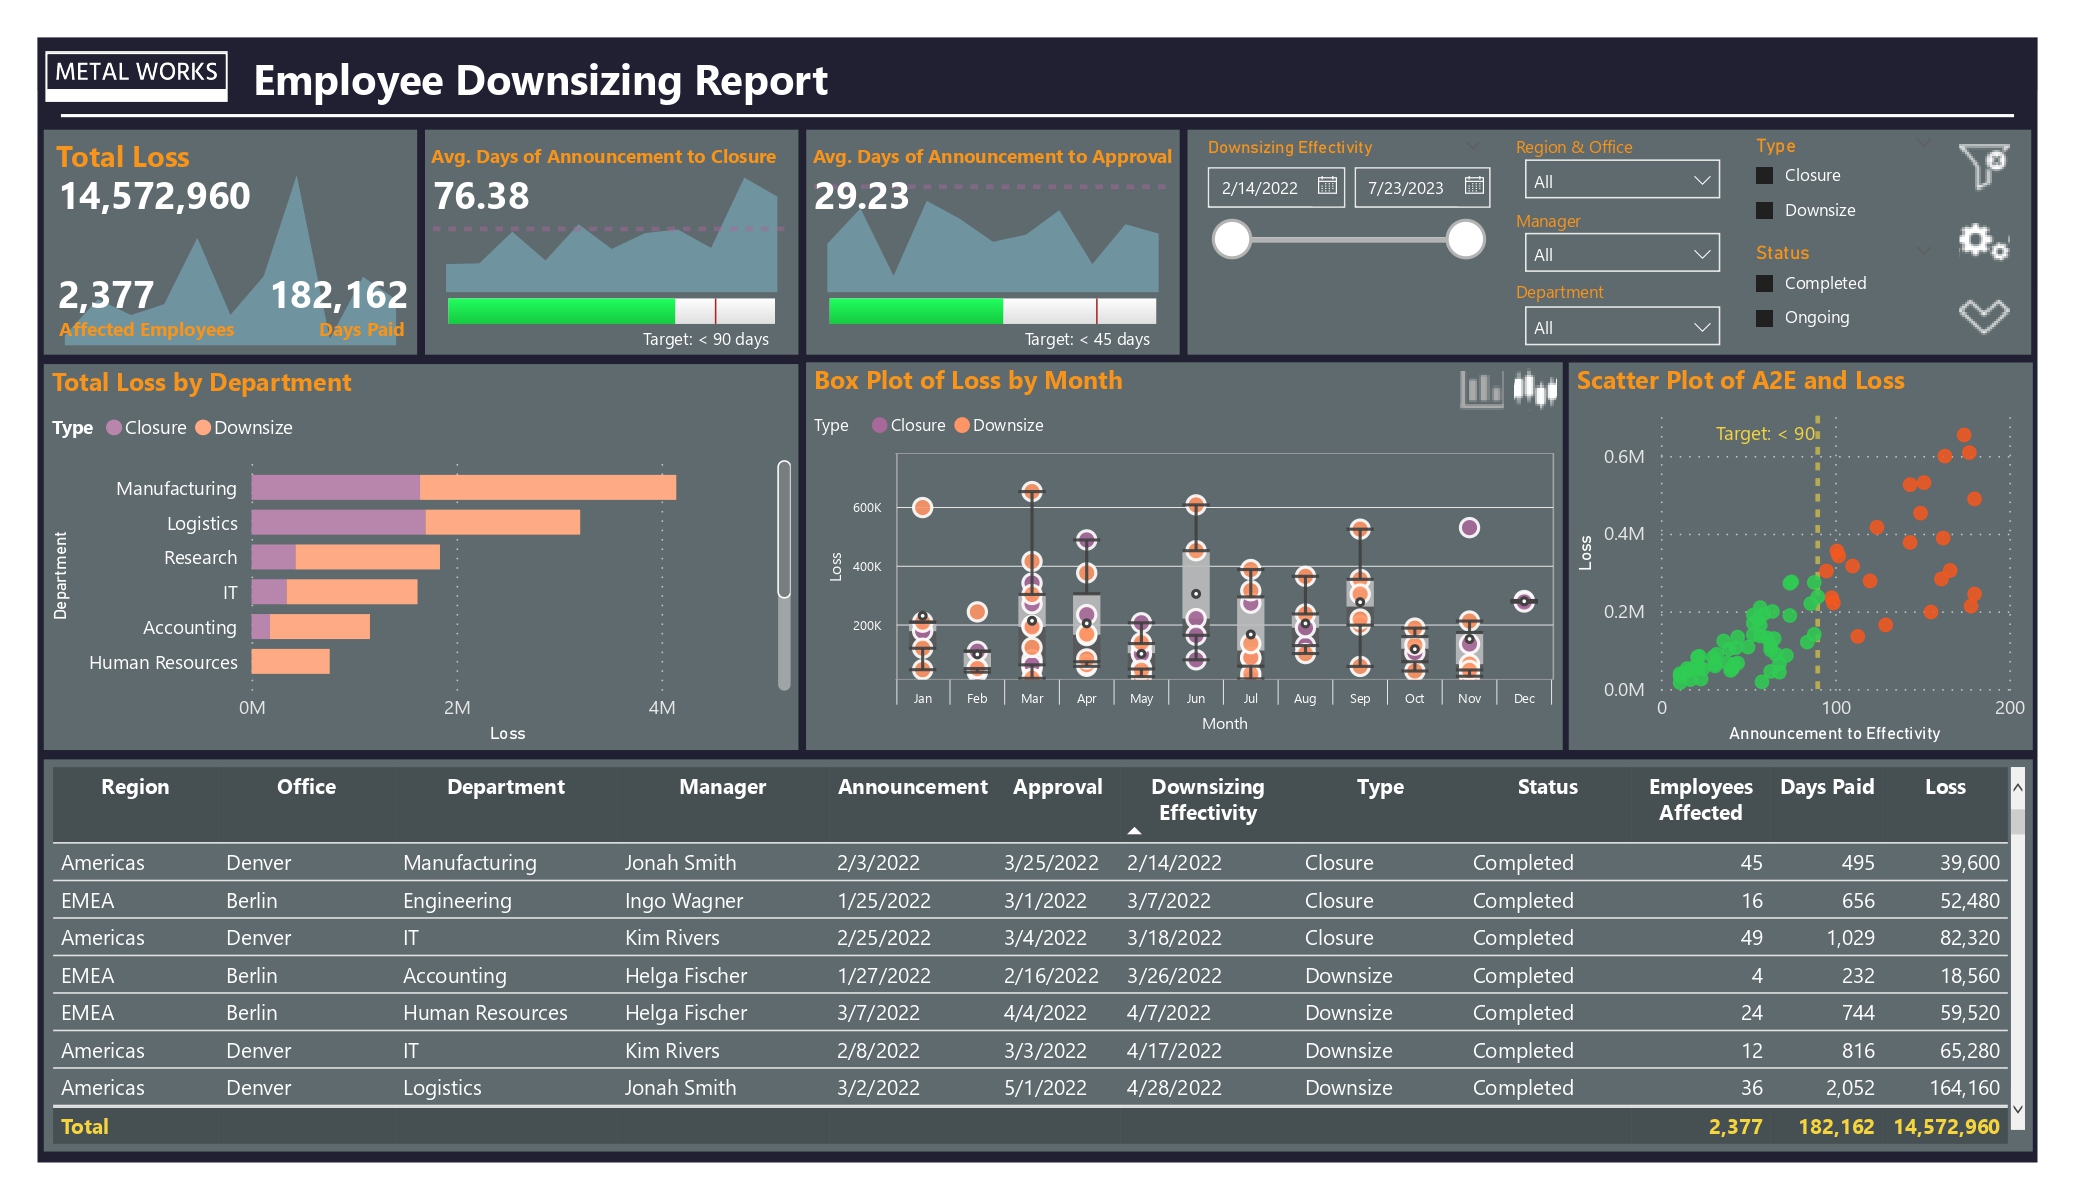 METAL WORKS
Employee Downsizing Report
Total Loss
14,572,960
2,377
182,162
Affected Employees
Days Paid
Avg. Days of Announcement to Closure
76.38
Target: < 90 days
Avg. Days of Announcement to Approval
29.23
Target: < 45 days
Downsizing Effectivity
2/14/2022
7/23/2023
Region & Office
All
Manager
All
Department
All
Type
Closure
Downsize
Status
Completed
Ongoing
Total Loss by Department
Type Closure Downsize
Department
Manufacturing
Logistics
Research
IT
Accounting
Human Resources
0M 2M 4M
Loss
Box Plot of Loss by Month
Type Closure Downsize
Loss
600K
400K
200K
Jan Feb Mar Apr May Jun Jul Aug Sep Oct Nov Dec
Month
Scatter Plot of A2E and Loss
Target: < 90
Loss
0.6M
0.4M
0.2M
0.0M
0 100 200
Announcement to Effectivity
Region Office Department Manager Announcement Approval Downsizing Effectivity Type Status Employees Affected Days Paid Loss
Americas Denver Manufacturing Jonah Smith 2/3/2022 3/25/2022 2/14/2022 Closure Completed 45 495 39,600
EMEA Berlin Engineering Ingo Wagner 1/25/2022 3/1/2022 3/7/2022 Closure Completed 16 656 52,480
Americas Denver IT Kim Rivers 2/25/2022 3/4/2022 3/18/2022 Closure Completed 49 1,029 82,320
EMEA Berlin Accounting Helga Fischer 1/27/2022 2/16/2022 3/26/2022 Downsize Completed 4 232 18,560
EMEA Berlin Human Resources Helga Fischer 3/7/2022 4/4/2022 4/7/2022 Downsize Completed 24 744 59,520
Americas Denver IT Kim Rivers 2/8/2022 3/3/2022 4/17/2022 Downsize Completed 12 816 65,280
Americas Denver Logistics Jonah Smith 3/2/2022 5/1/2022 4/28/2022 Downsize Completed 36 2,052 164,160
Total 2,377 182,162 14,572,960